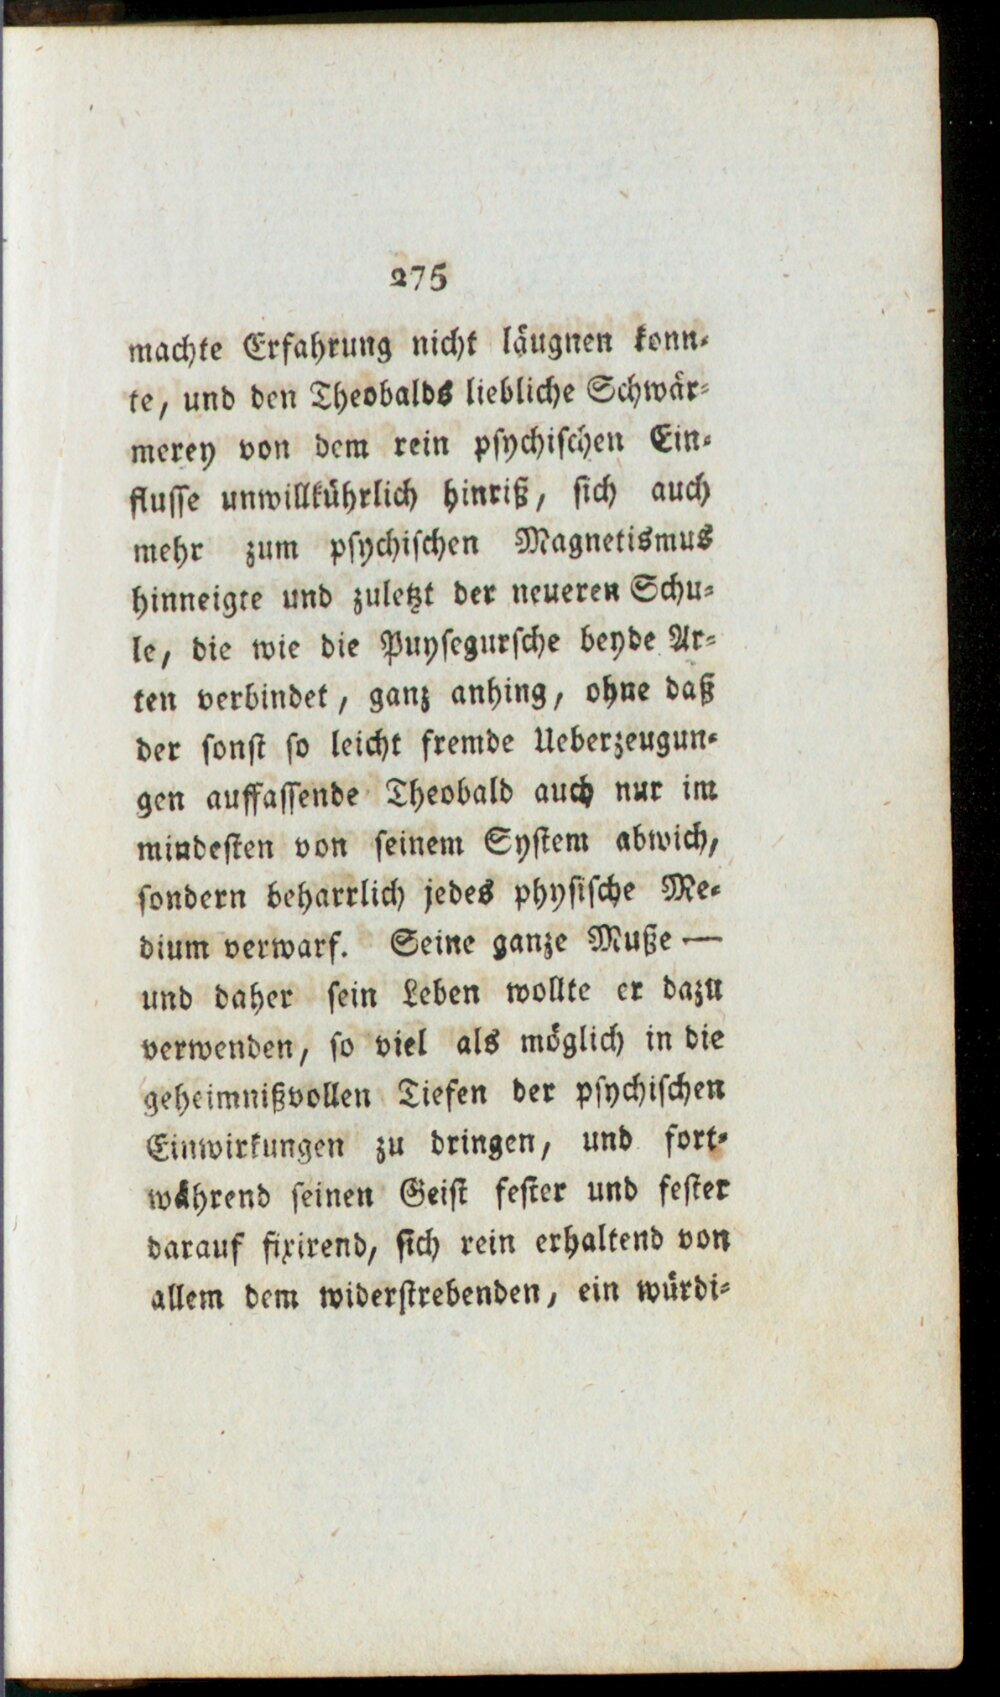 275
machte Erfahrung nicht läugnen konn-
te, und den Theobalds liebliche Schwär-
merey von dem rein psychischen Ein-
flusse unwillkührlich hinriß, sich auch
mehr zum psychischen Magnetismus
hinneigte und zuletzt der neueren Schu-
le, die wie die Puysegursche beyde Ar-
ten verbindet, ganz anhing, ohne daß
der sonst so leicht fremde Ueberzeugun-
gen auffassende Theobald auch nur im
mindesten von seinem System abwich,
sondern beharrlich jedes physische Me-
dium verwarf. Seine ganze Muße —
und daher sein Leben wollte er dazu
verwenden, so viel als möglich in die
geheimnißvollen Tiefen der psychischen
Einwirkungen zu dringen, und fort-
während seinen Geist fester und fester
darauf fixirend, sich rein erhaltend von
allem dem widerstrebenden, ein würdi-